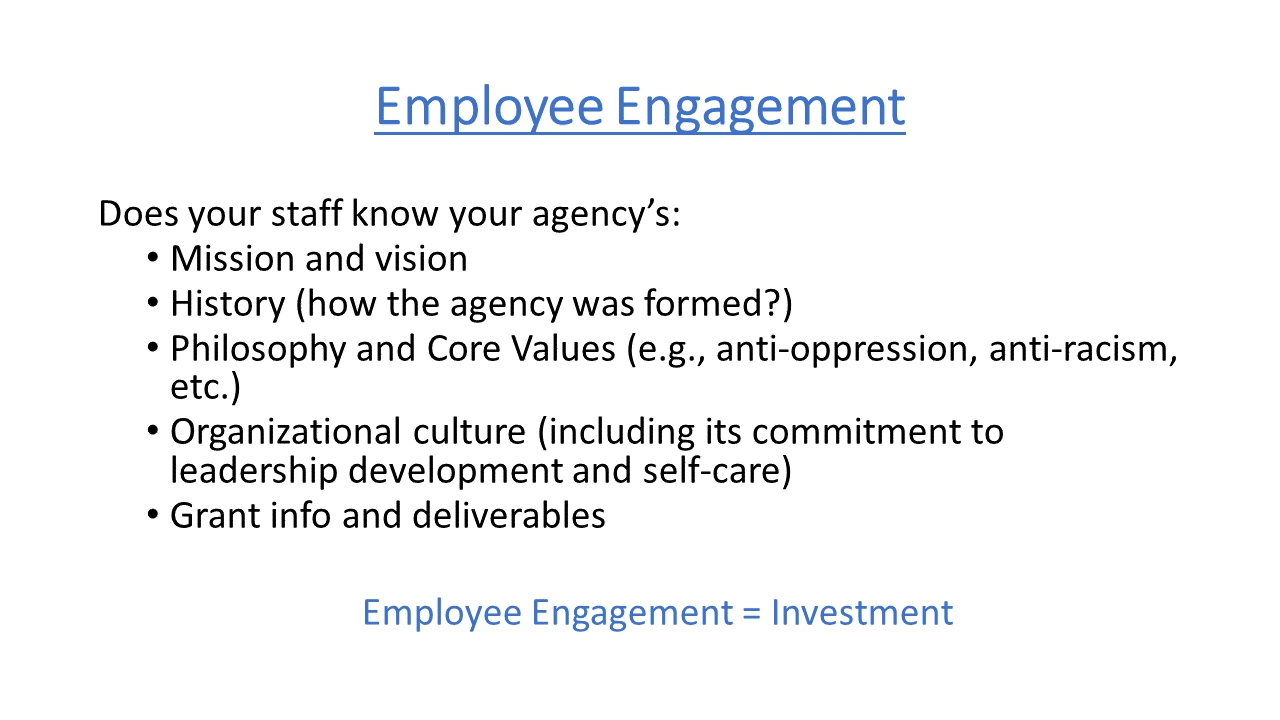 Employee Engagement
Does your staff know your agency’s:
• Mission and vision
• History (how the agency was formed?)
• Philosophy and Core Values (e.g., anti-oppression, anti-racism,
etc.)
• Organizational culture (including its commitment to
leadership development and self-care)
• Grant info and deliverables
Employee Engagement = Investment